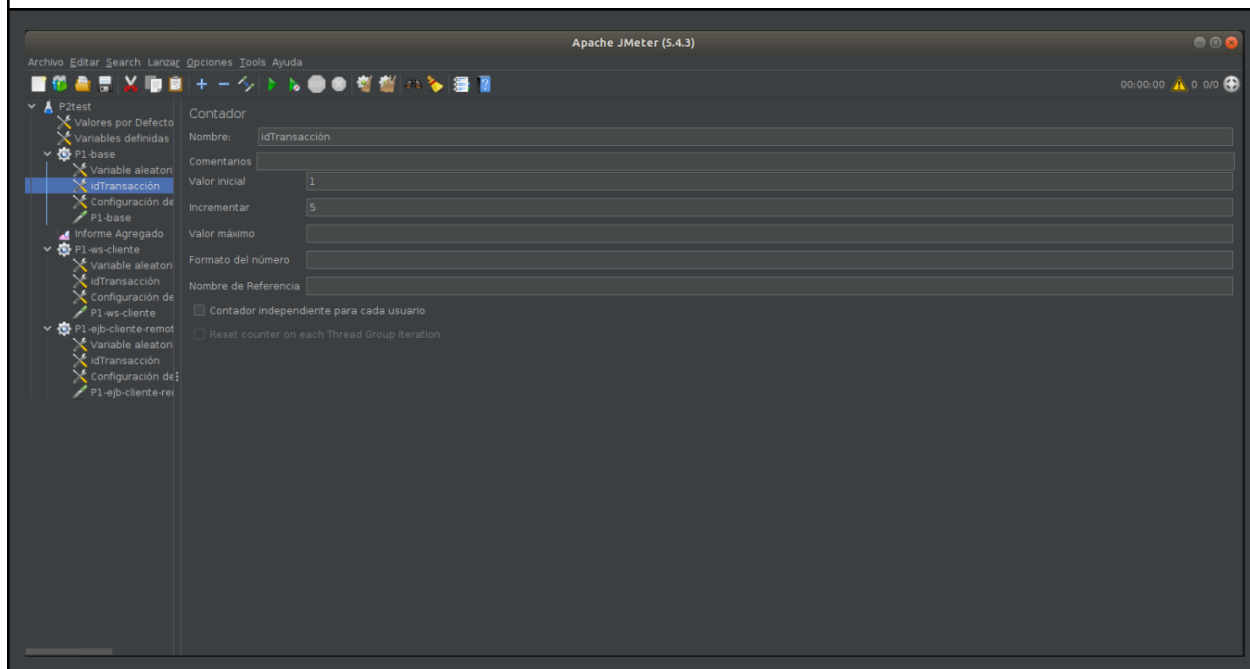 Apache JMeter (5.4.3)
Archivo Editar Search Lanzar Opciones Tools Ayuda
00:00:00 0 0/0
P2test
Valores por Defecto
Variables definidas
P1-base
Variable aleatori
idTransacción
Configuración de
P1-base
Informe Agregado
P1-ws-cliente
Variable aleatori
idTransacción
Configuración de
P1-ws-cliente
P1-ejb-cliente-remot
Variable aleatori
idTransacción
Configuración de
P1-ejb-cliente-re
Contador
Nombre: idTransacción
Comentarios
Valor inicial 1
Incrementar 5
Valor máximo
Formato del número
Nombre de Referencia
Contador independiente para cada usuario
Reset counter on each Thread Group Iteration